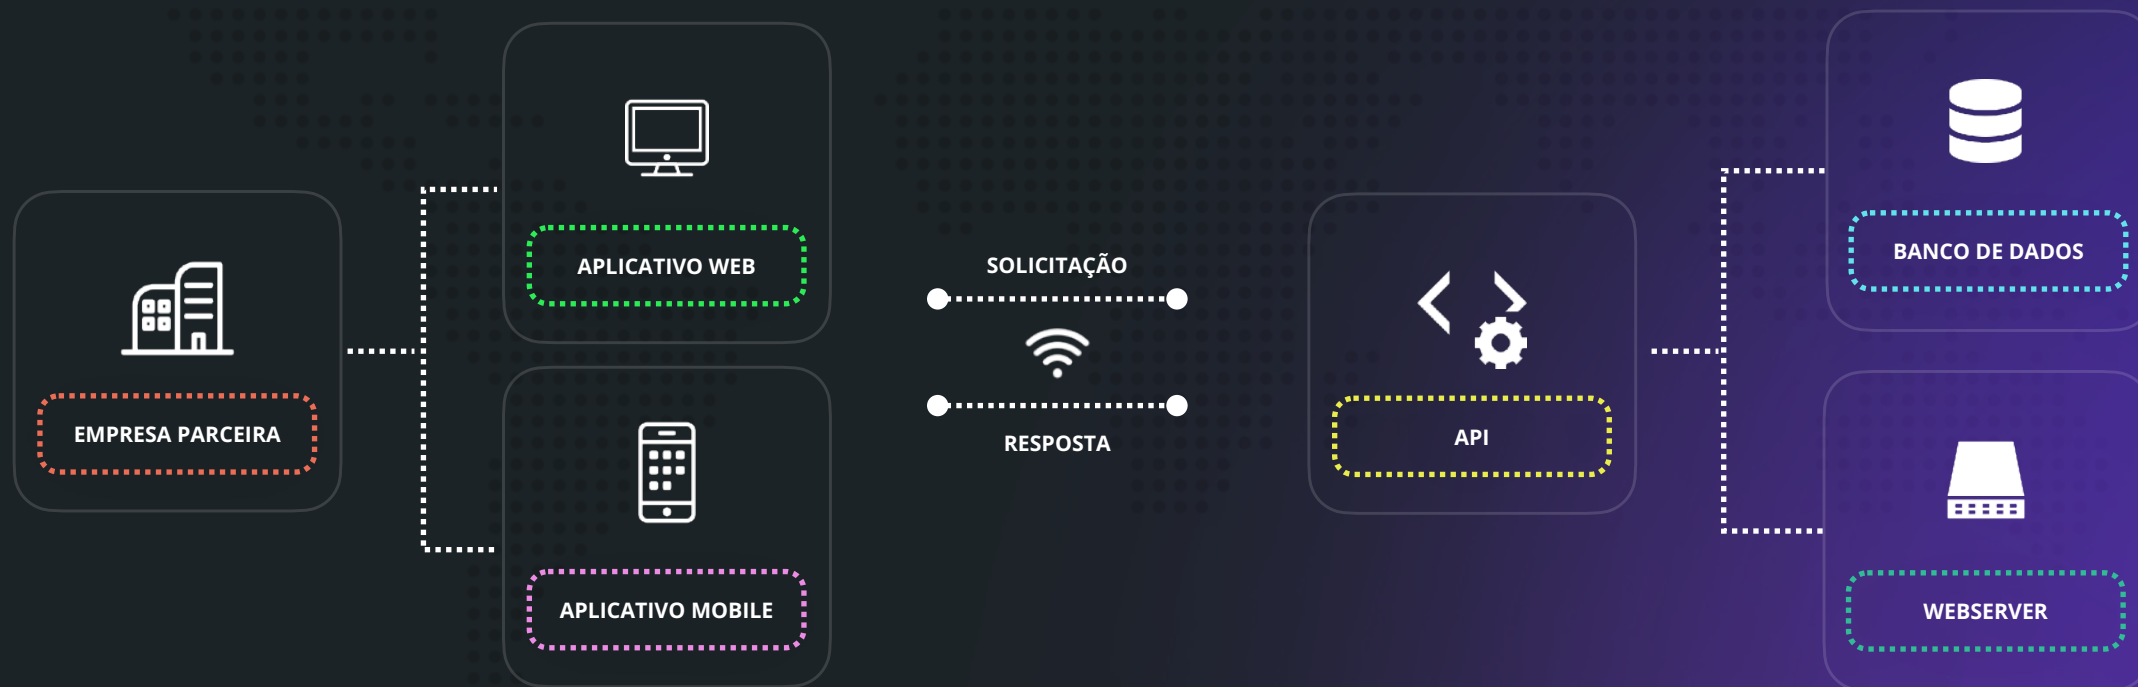 EMPRESA PARCEIRA
APLICATIVO WEB
APLICATIVO MOBILE
SOLICITAÇÃO
RESPOSTA
API
BANCO DE DADOS
WEBSERVER